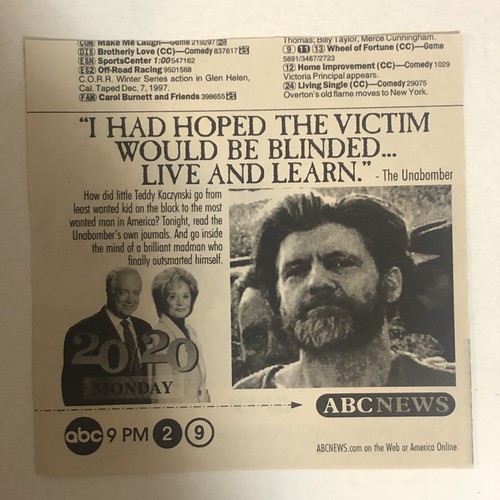 COM Make Me Laugh—Game 219297
DIS Brotherly Love (CC)—Comedy 837617
ESN SportsCenter 1:00 547162
ES2 Off-Road Racing 9501568
C.O.R.R. Winter Series action in Glen Helen,
Cal. Taped Dec. 7, 1997.
FAM Carol Burnett and Friends 398655
Thomas; Billy Taylor, Merce Cunningham.
9 11 13 Wheel of Fortune (CC)—Game
5891/3487/2723
12 Home Improvement (CC)—Comedy 1029
Victoria Principal appears.
24 Living Single (CC)—Comedy 29075
Overton's old flame moves to New York.
"I HAD HOPED THE VICTIM
WOULD BE BLINDED...
LIVE AND LEARN." - The Unabomber
How did little Teddy Kaczynski go from
least wanted kid on the block to the most
wanted man in America? Tonight, read the
Unabomber's own journals. And go inside
the mind of a brilliant madman who
finally outsmarted himself.
20 20
MONDAY
ABCNEWS
abc 9 PM 2 9
ABCNEWS.com on the Web or America Online